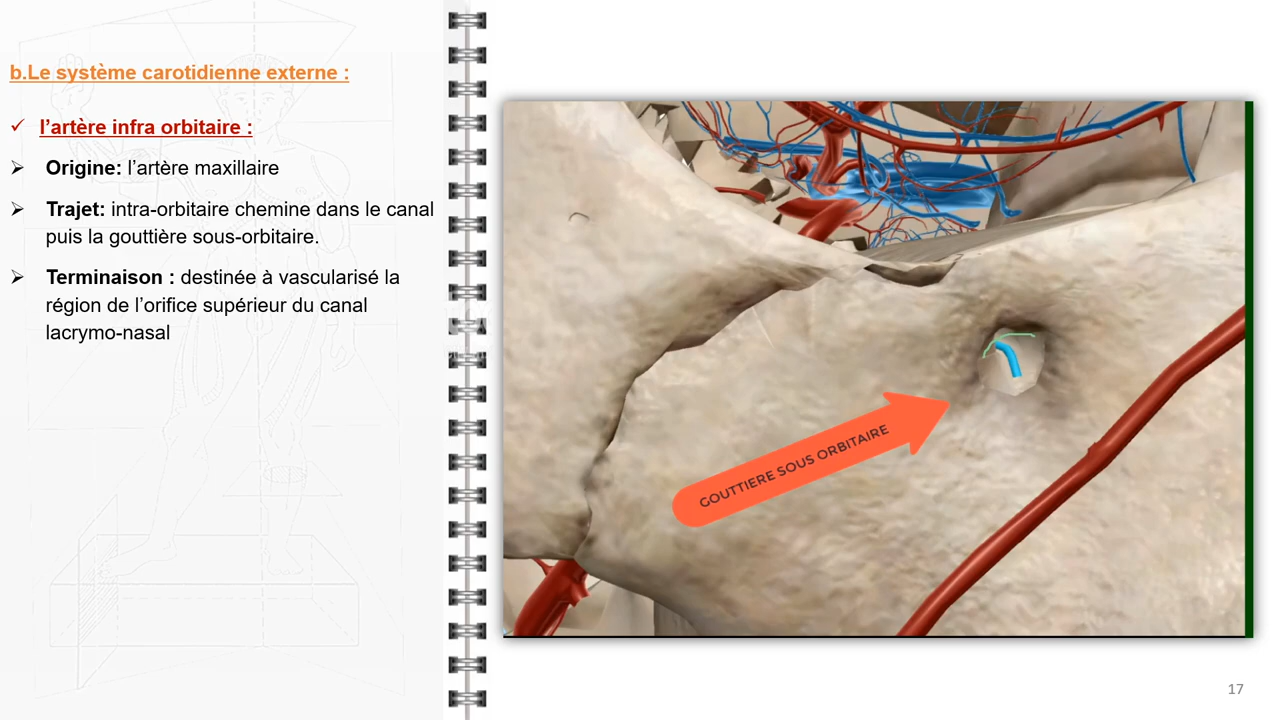 b.Le système carotidienne externe :
✓ l’artère infra orbitaire :
➢ Origine: l’artère maxillaire
➢ Trajet: intra-orbitaire chemine dans le canal
puis la gouttière sous-orbitaire.
➢ Terminaison : destinée à vascularisé la
région de l’orifice supérieur du canal
lacrymo-nasal
GOUTTIERE SOUS ORBITAIRE
17